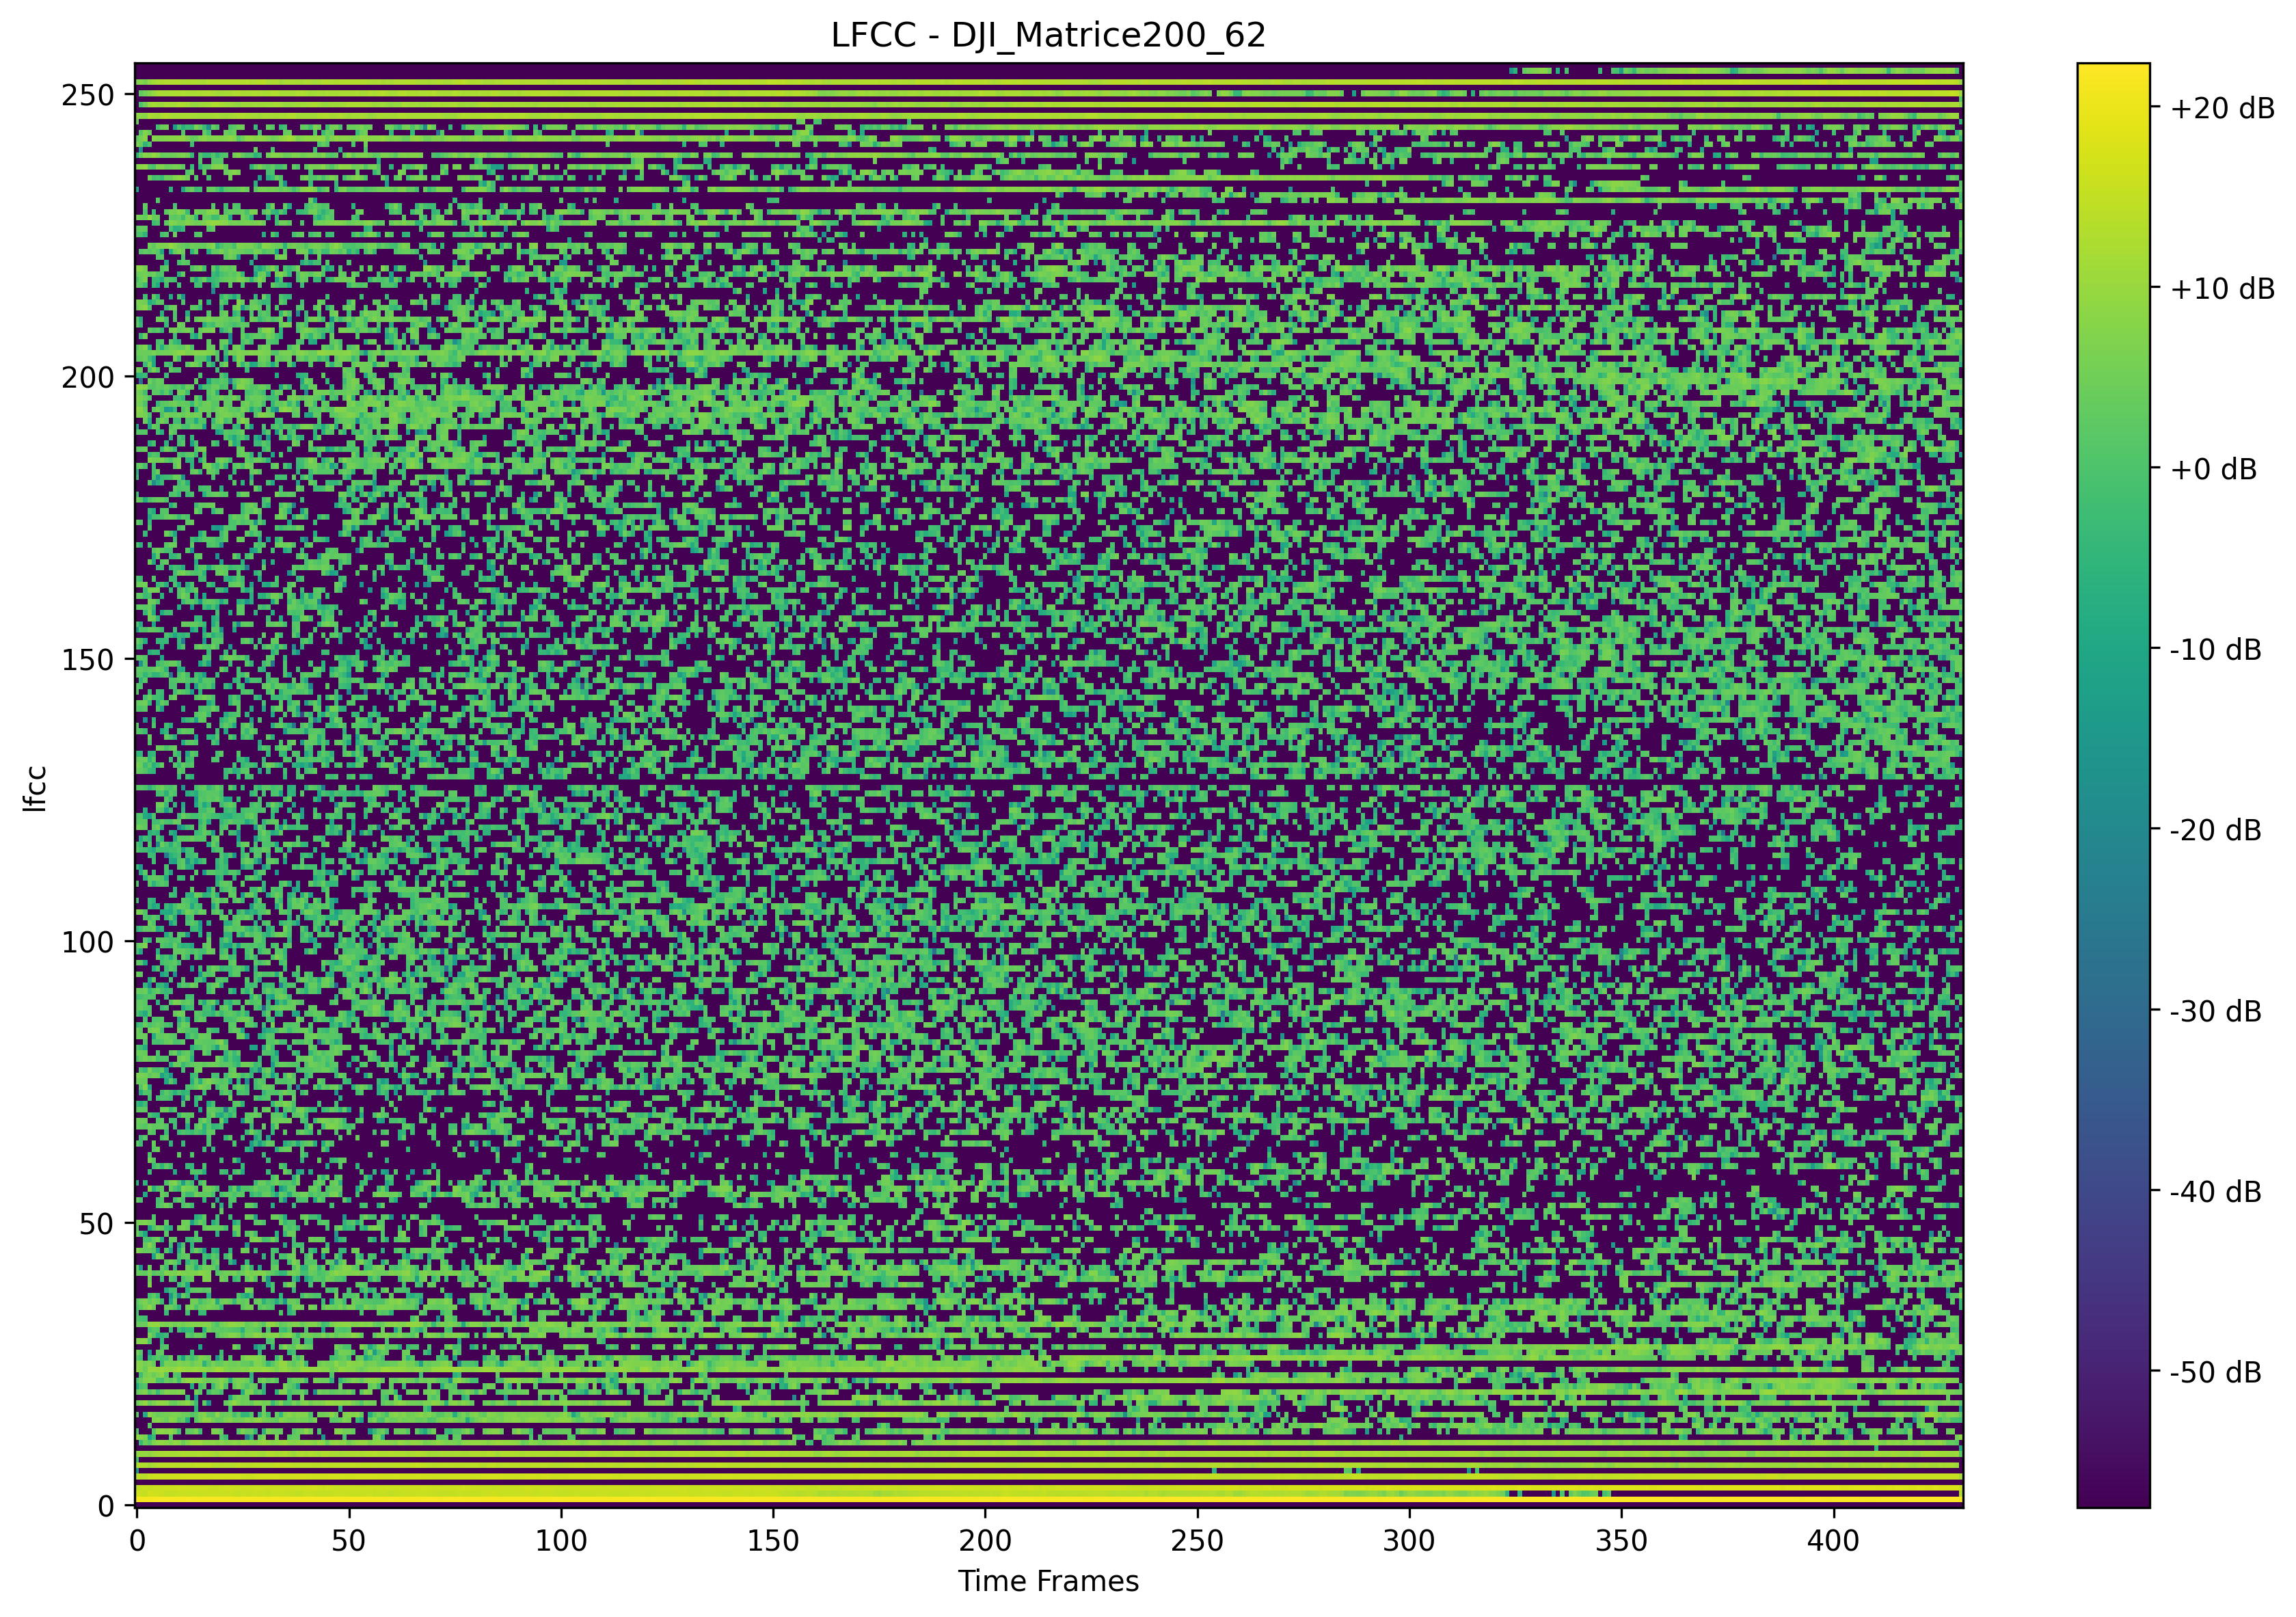 LFCC - DJI_Matrice200_62
250
200
150
100
50
0
lfcc
0 50 100 150 200 250 300 350 400
Time Frames
+20 dB
+10 dB
+0 dB
-10 dB
-20 dB
-30 dB
-40 dB
-50 dB